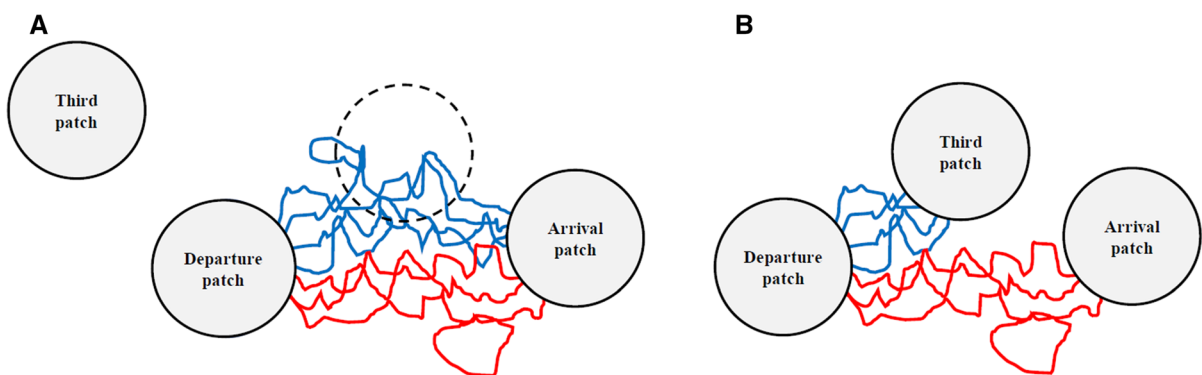 A
Third
patch
Departure
patch
Arrival
patch
B
Third
patch
Departure
patch
Arrival
patch